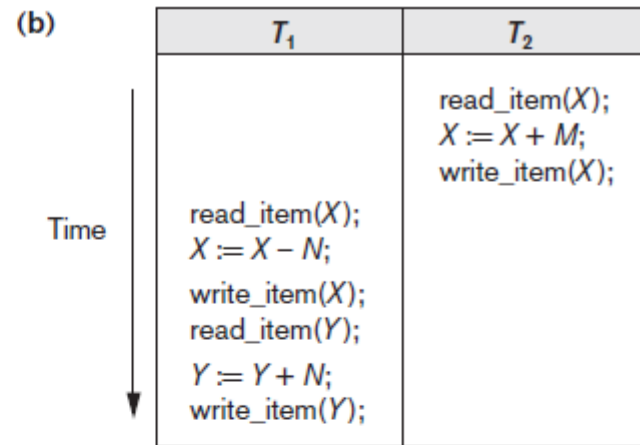 (b)
T₁ T₂
read_item(X);
X := X + M;
write_item(X);
Time
read_item(X);
X := X − N;
write_item(X);
read_item(Y);
Y := Y + N;
write_item(Y);